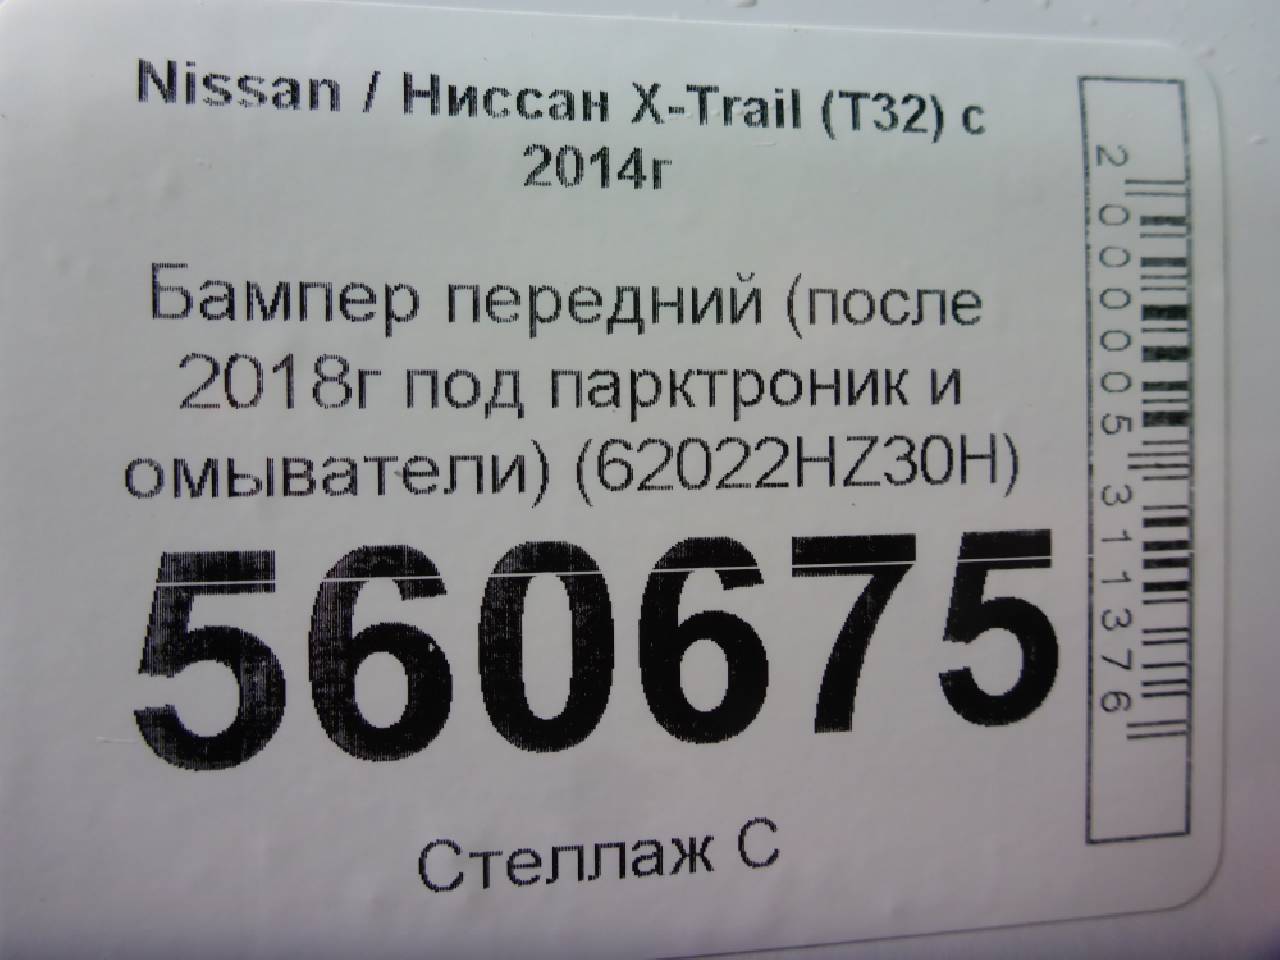 Nissan / Ниссан X-Trail (T32) с
2014г
Бампер передний (после
2018г под парктроник и
омыватели) (62022HZ30H)
560675
Стеллаж С
2000005311376